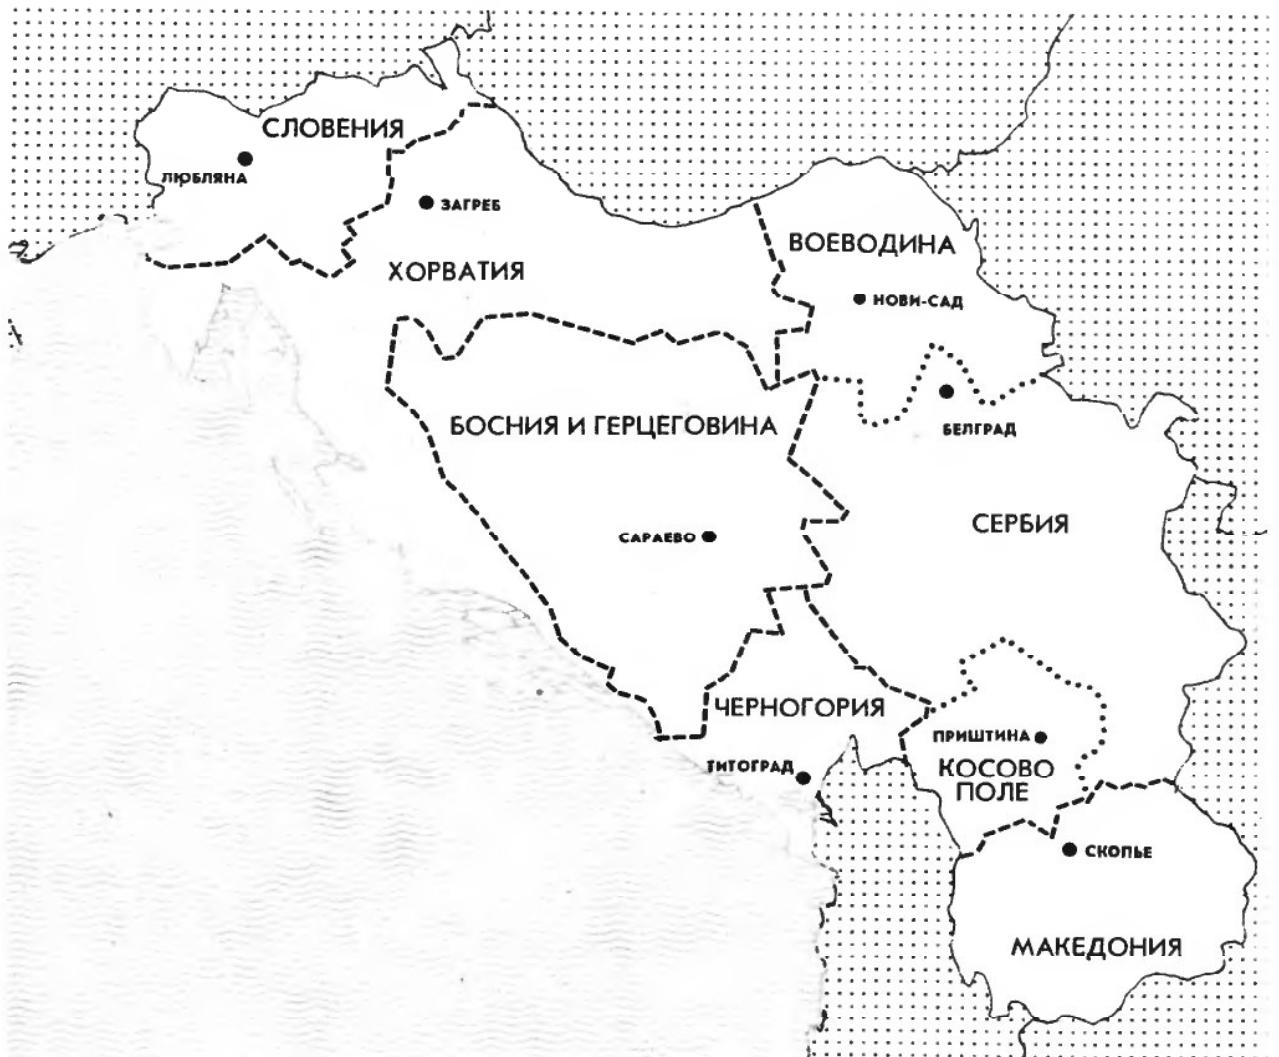 СЛОВЕНИЯ
ЛЮБЛЯНА
ЗАГРЕБ
ХОРВАТИЯ
ВОЕВОДИНА
НОВИ-САД
БОСНИЯ И ГЕРЦЕГОВИНА
БЕЛГРАД
СЕРБИЯ
САРАЕВО
ЧЕРНОГОРИЯ
ПРИШТИНА
ТИТОГРАД
КОСОВО
ПОЛЕ
СКОПЬЕ
МАКЕДОНИЯ